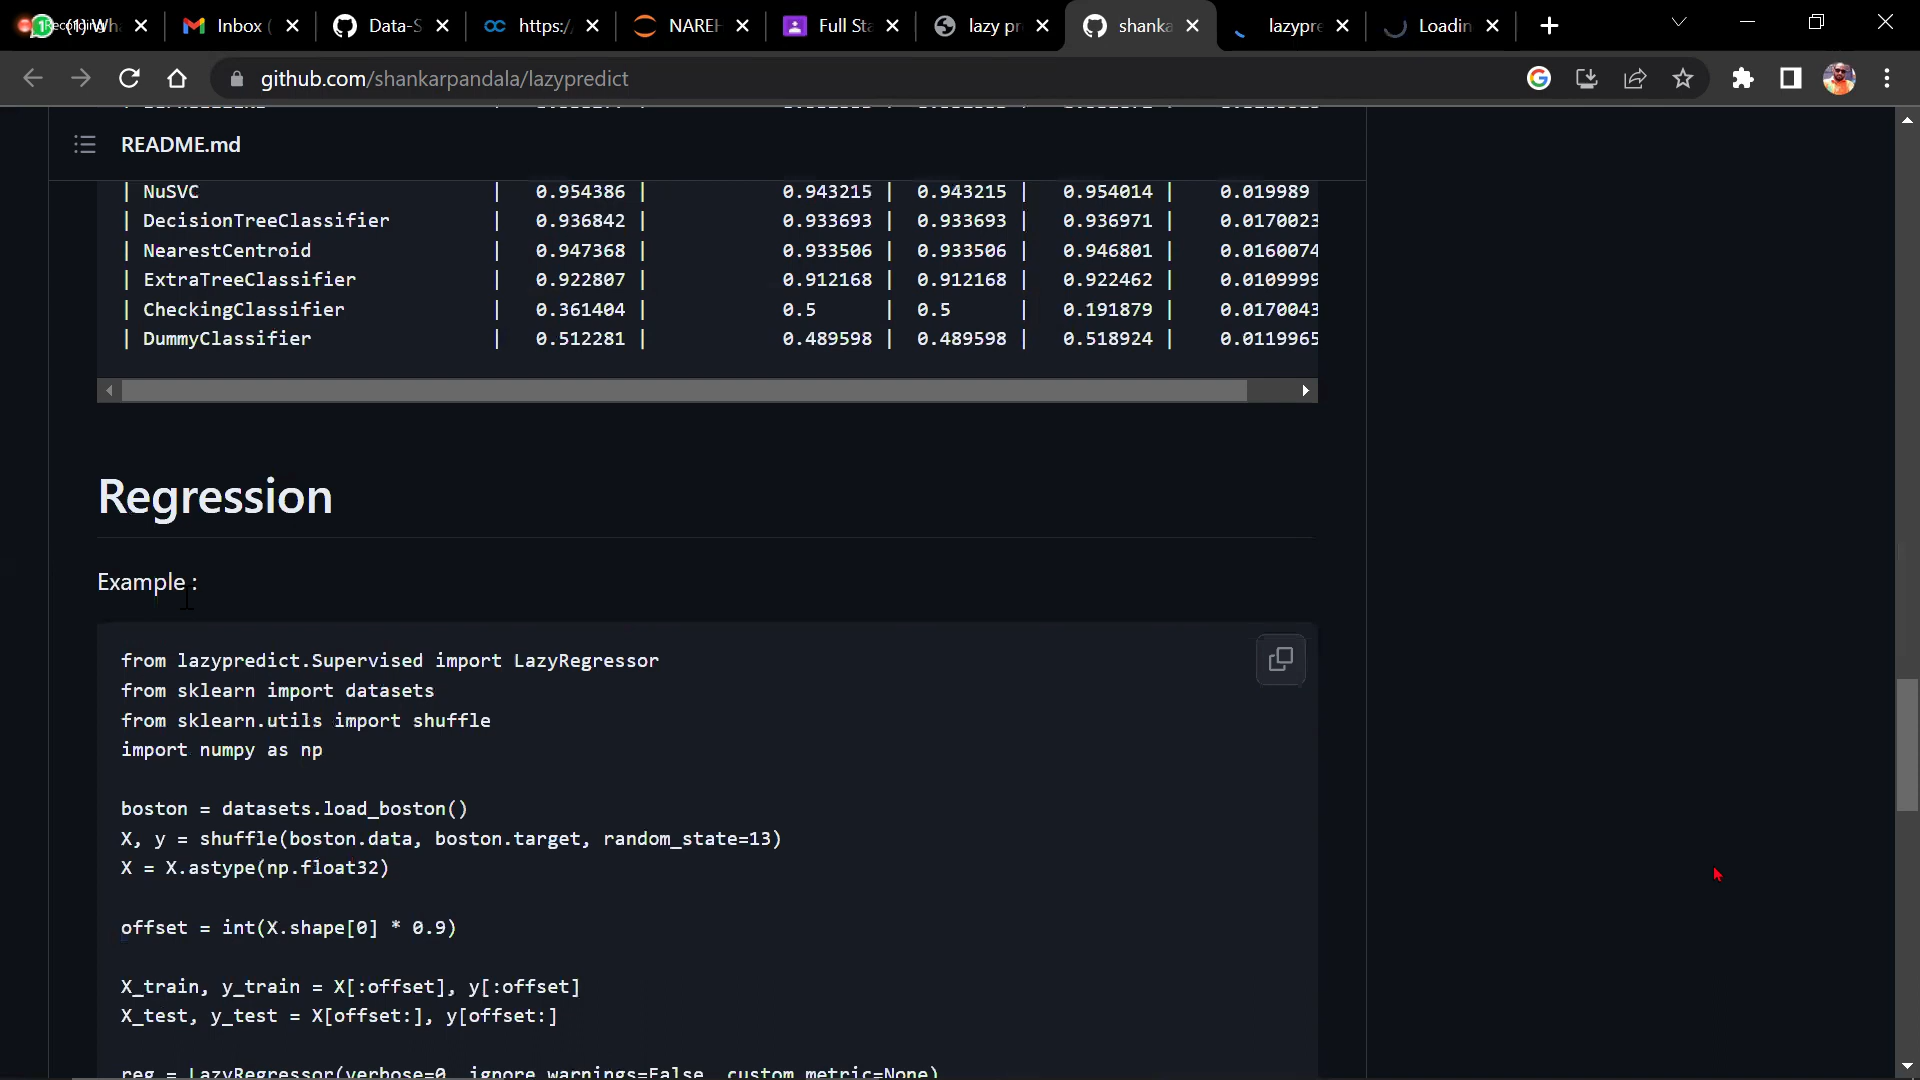 Recording
Inbox (
Data-S
https:/
NAREH
Full Sta
lazy pr
shanka
lazypre
Loadin
github.com/shankarpandala/lazypredict
README.md
| NuSVC | 0.954386 | 0.943215 | 0.943215 | 0.954014 | 0.019989
| DecisionTreeClassifier | 0.936842 | 0.933693 | 0.933693 | 0.936971 | 0.0170023
| NearestCentroid | 0.947368 | 0.933506 | 0.933506 | 0.946801 | 0.0160074
| ExtraTreeClassifier | 0.922807 | 0.912168 | 0.912168 | 0.922462 | 0.0109999
| CheckingClassifier | 0.361404 | 0.5 | 0.5 | 0.191879 | 0.0170043
| DummyClassifier | 0.512281 | 0.489598 | 0.489598 | 0.518924 | 0.0119965
Regression
Example :
from lazypredict.Supervised import LazyRegressor
from sklearn import datasets
from sklearn.utils import shuffle
import numpy as np
boston = datasets.load_boston()
X, y = shuffle(boston.data, boston.target, random_state=13)
X = X.astype(np.float32)
offset = int(X.shape[0] * 0.9)
X_train, y_train = X[:offset], y[:offset]
X_test, y_test = X[offset:], y[offset:]
reg = LazyRegressor(verbose=0, ignore_warnings=False, custom_metric=None)